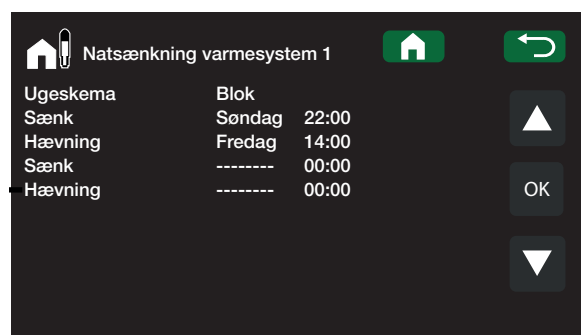 Natsænkning varmesystem 1
Ugeskema Blok
Sænk Søndag 22:00
Hævning Fredag 14:00
Sænk -------- 00:00
Hævning -------- 00:00
OK